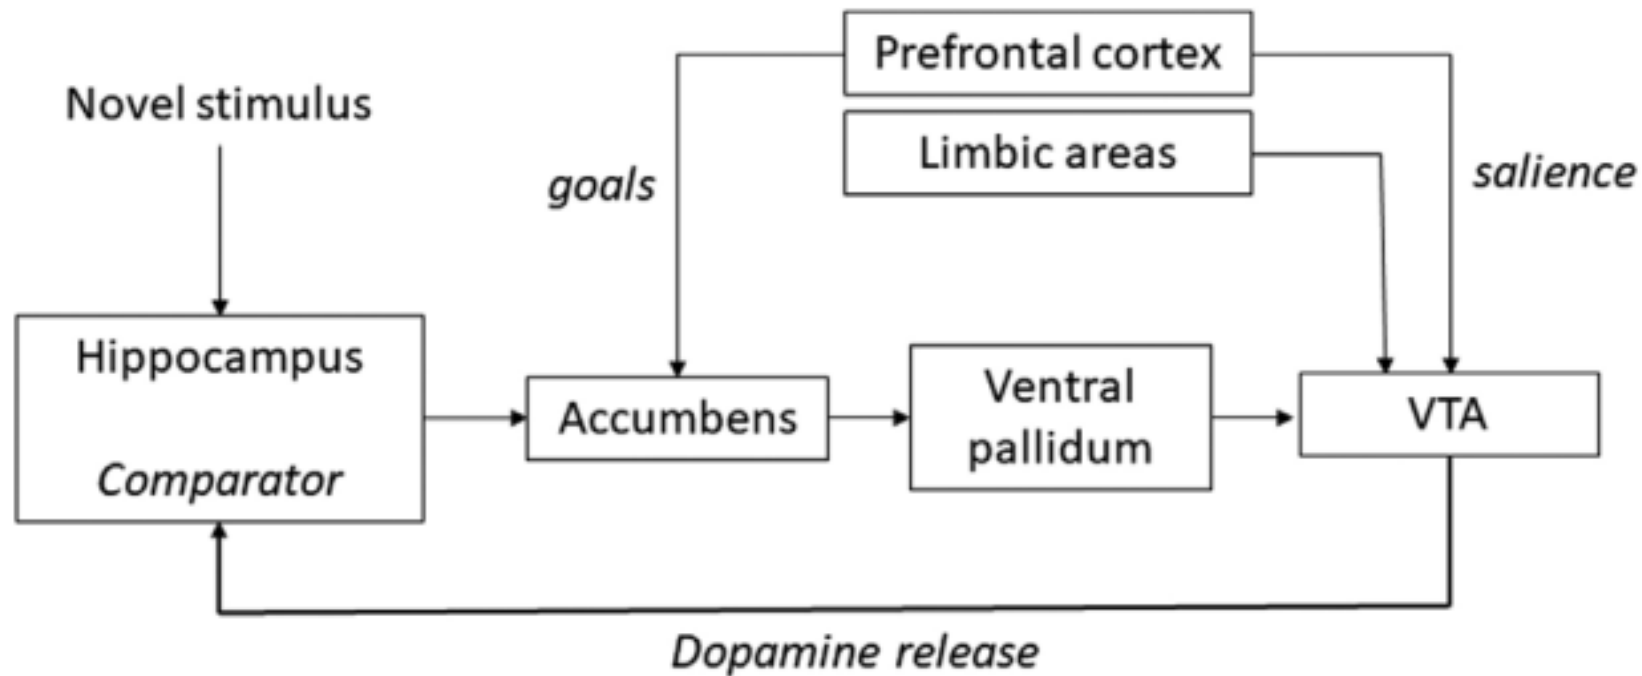 Prefrontal cortex
Novel stimulus
Limbic areas
goals
salience
Hippocampus
Comparator
Accumbens
Ventral
pallidum
VTA
Dopamine release